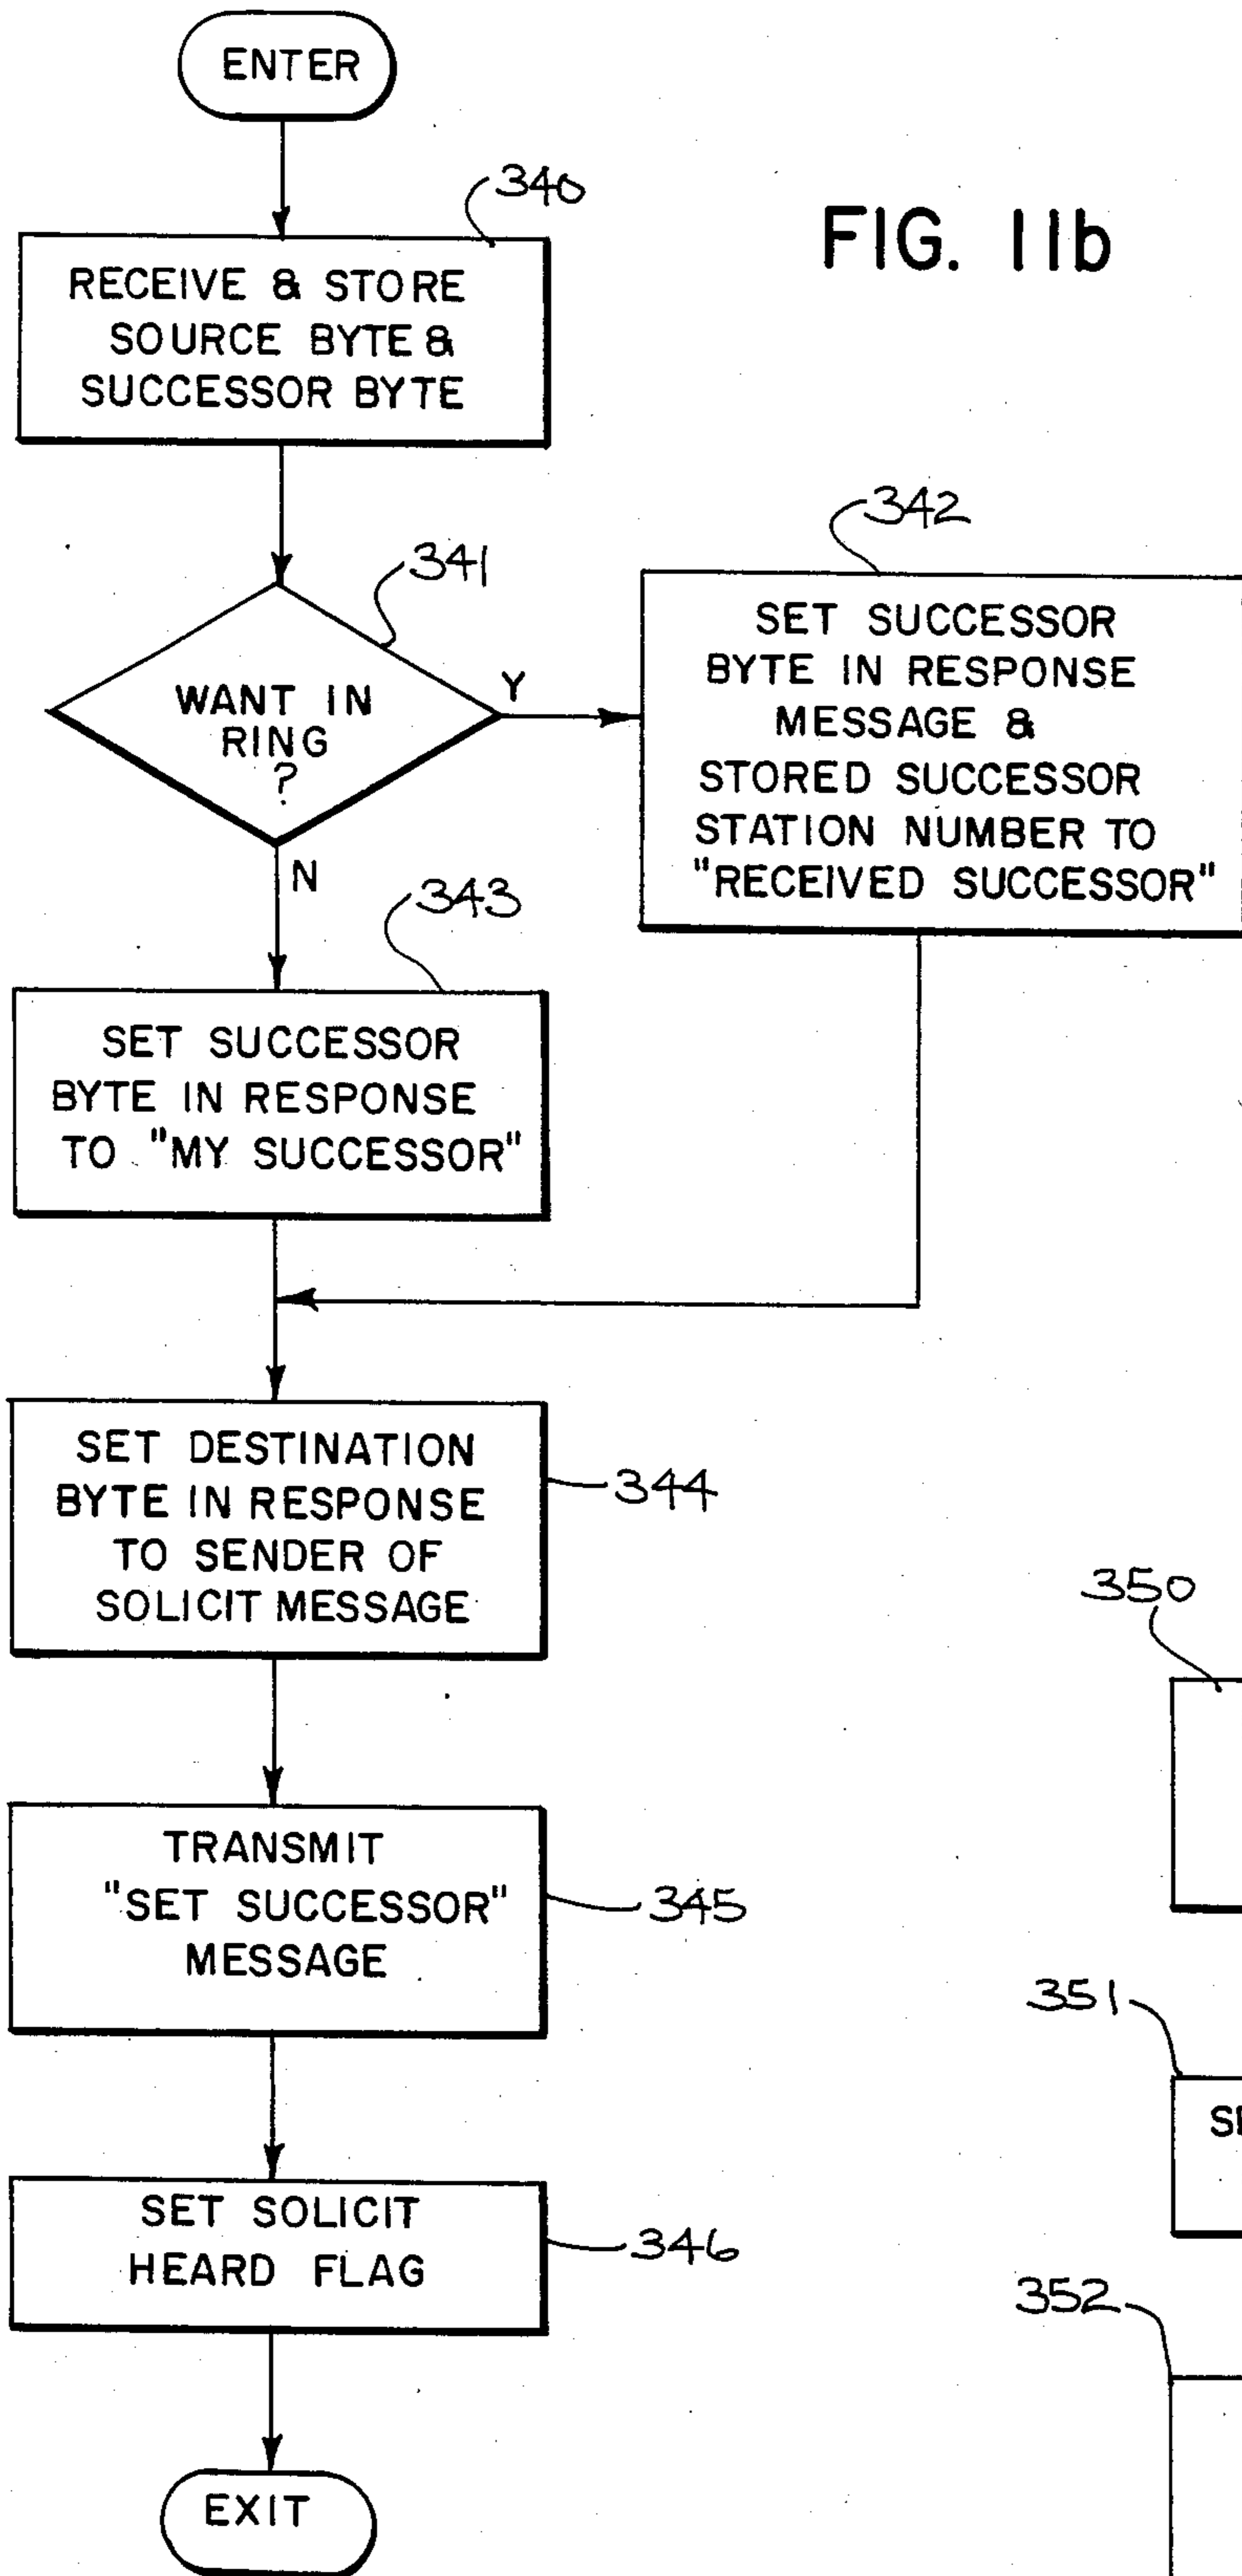 ENTER
340
FIG. 11b
RECEIVE & STORE
SOURCE BYTE &
SUCCESSOR BYTE
341
342
WANT IN
RING
?
Y
N
SET SUCCESSOR
BYTE IN RESPONSE
MESSAGE &
STORED SUCCESSOR
STATION NUMBER TO
"RECEIVED SUCCESSOR"
343
SET SUCCESSOR
BYTE IN RESPONSE
TO "MY SUCCESSOR"
SET DESTINATION
BYTE IN RESPONSE
TO SENDER OF
SOLICIT MESSAGE
344
350
TRANSMIT
"SET SUCCESSOR"
MESSAGE
345
351
SE
SET SOLICIT
HEARD FLAG
346
352
EXIT